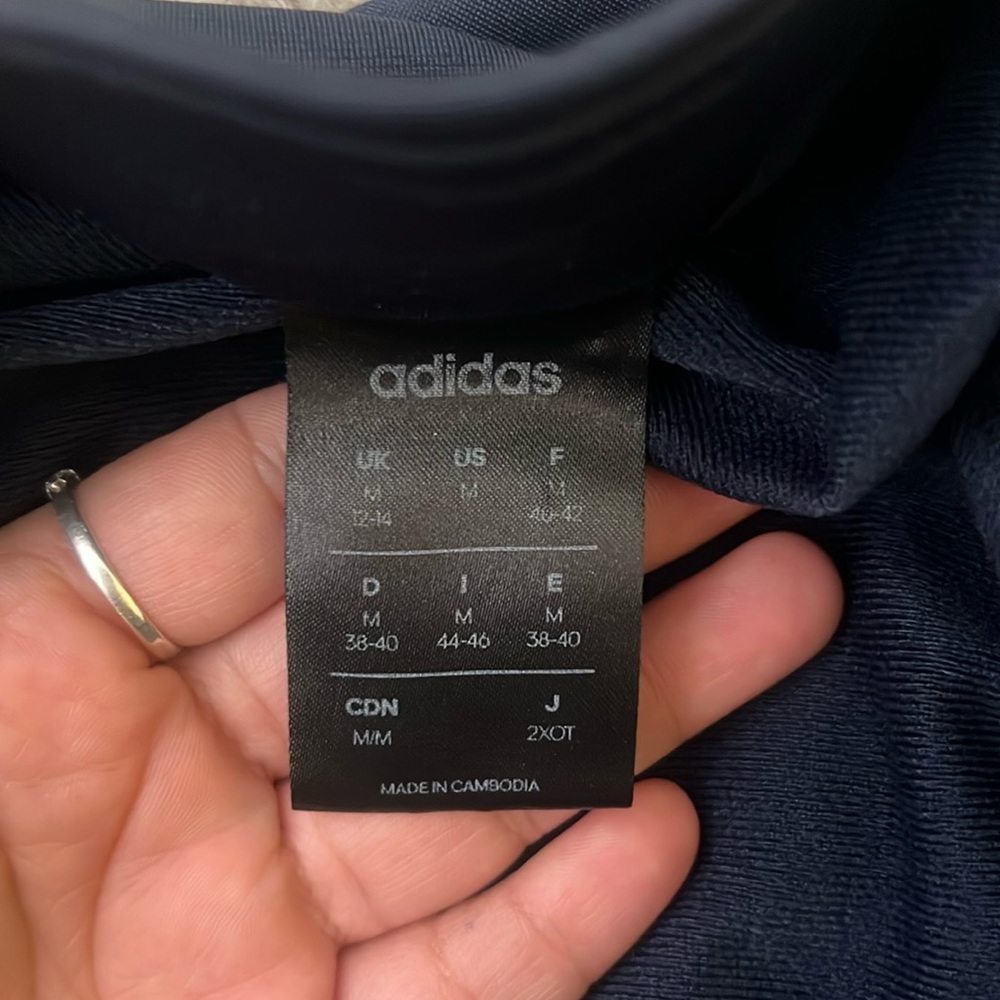 adidas
UK US F
M M M
12-14 40-42
D I E
M M M
38-40 44-46 38-40
CDN J
M/M 2XOT
MADE IN CAMBODIA